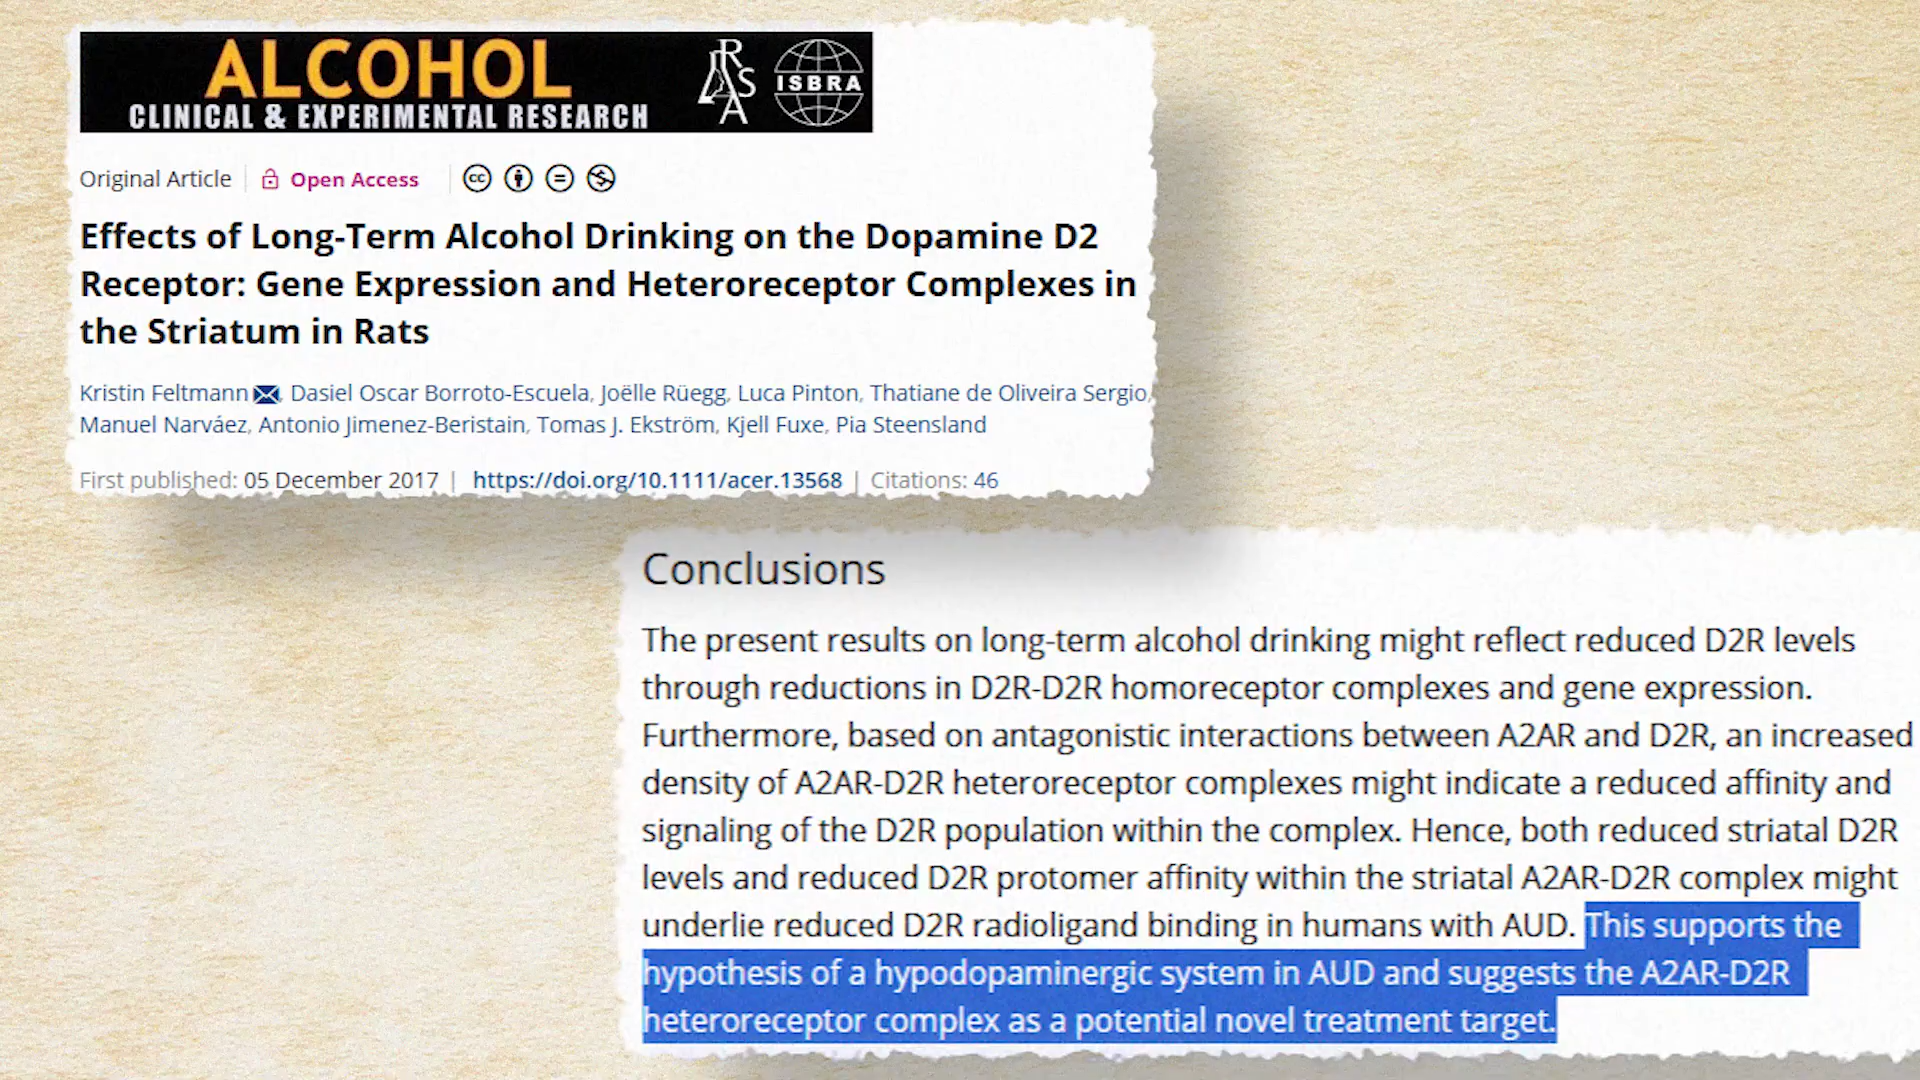 ALCOHOL
CLINICAL & EXPERIMENTAL RESEARCH
RSA
ISBRA
Original Article
Open Access
cc
Effects of Long-Term Alcohol Drinking on the Dopamine D2
Receptor: Gene Expression and Heteroreceptor Complexes in
the Striatum in Rats
Kristin Feltmann, Dasiel Oscar Borroto-Escuela, Joëlle Rüegg, Luca Pinton, Thatiane de Oliveira Sergio,
Manuel Narváez, Antonio Jimenez-Beristain, Tomas J. Ekström, Kjell Fuxe, Pia Steensland
First published: 05 December 2017 | https://doi.org/10.1111/acer.13568 | Citations: 46
Conclusions
The present results on long-term alcohol drinking might reflect reduced D2R levels
through reductions in D2R-D2R homoreceptor complexes and gene expression.
Furthermore, based on antagonistic interactions between A2AR and D2R, an increased
density of A2AR-D2R heteroreceptor complexes might indicate a reduced affinity and
signaling of the D2R population within the complex. Hence, both reduced striatal D2R
levels and reduced D2R protomer affinity within the striatal A2AR-D2R complex might
underlie reduced D2R radioligand binding in humans with AUD. This supports the
hypothesis of a hypodopaminergic system in AUD and suggests the A2AR-D2R
heteroreceptor complex as a potential novel treatment target.